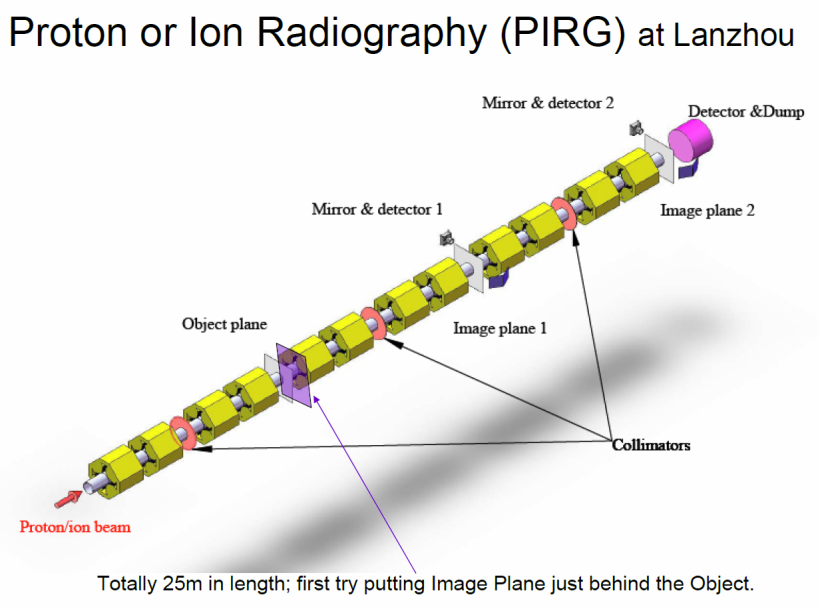 Proton or Ion Radiography (PIRG) at Lanzhou
Mirror & detector 2
Detector &Dump
Mirror & detector 1
Image plane 2
Object plane
Image plane 1
Collimators
Proton/ion beam
Totally 25m in length; first try putting Image Plane just behind the Object.